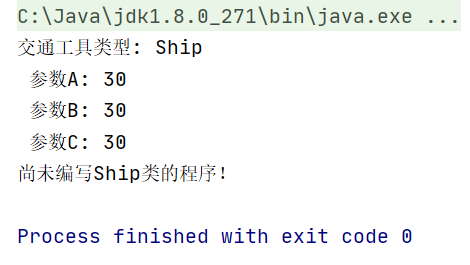 C:\Java\jdk1.8.0_271\bin\java.exe ...
交通工具类型: Ship
参数A: 30
参数B: 30
参数C: 30
尚未编写Ship类的程序！
Process finished with exit code 0